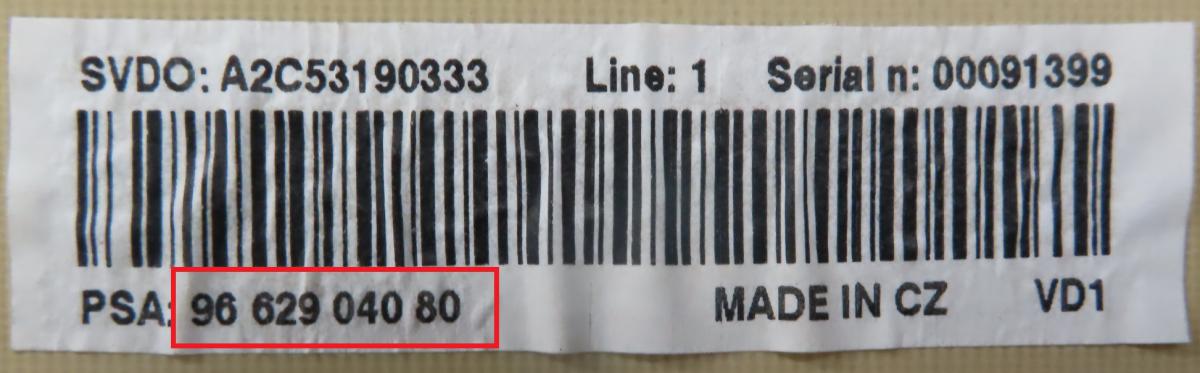 SVDO: A2C53190333 Line: 1 Serial n: 00091399
PSA: 96 629 040 80 MADE IN CZ VD1